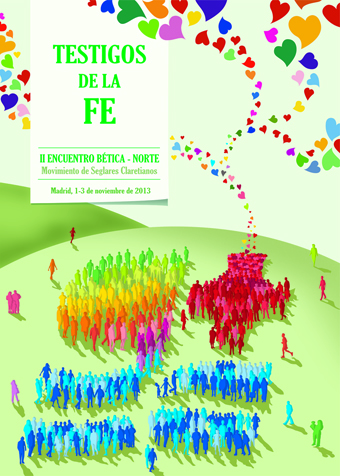 TESTIGOS
DE LA
FE
II ENCUENTRO BÉTICA - NORTE
Movimiento de Seglares Claretianos
Madrid, 1-3 de noviembre de 2013